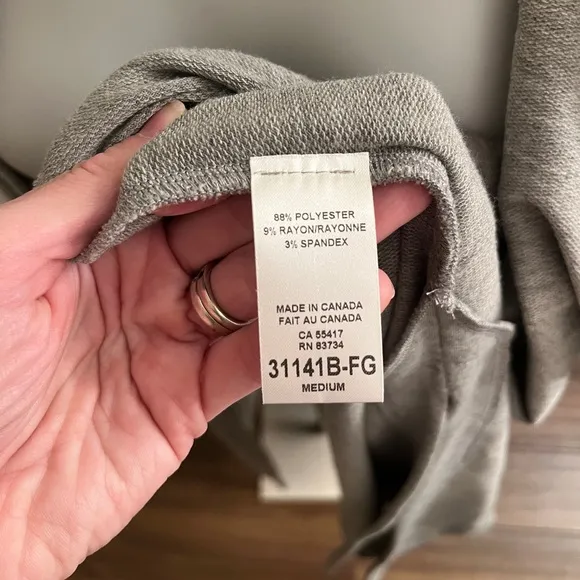 88% POLYESTER
9% RAYON/RAYONNE
3% SPANDEX
MADE IN CANADA
FAIT AU CANADA
CA 55417
RN 83734
31141B-FG
MEDIUM